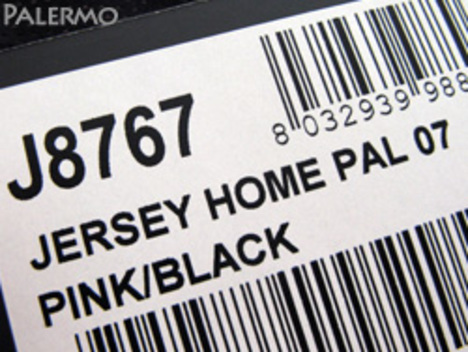 PALERMO
J8767
8 032939 988
JERSEY HOME PAL 07
PINK/BLACK